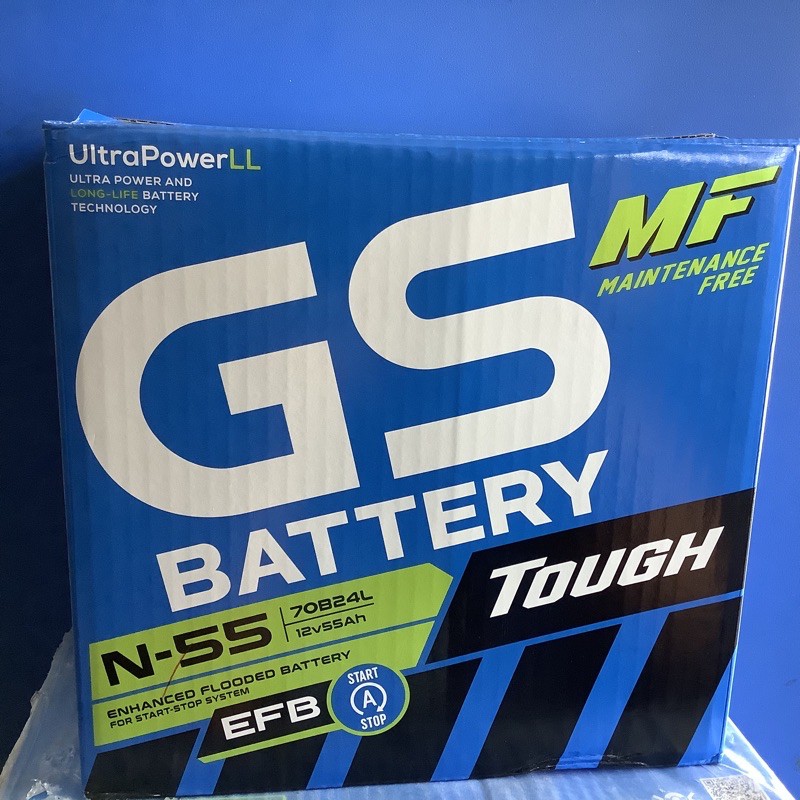 UltraPowerLL
ULTRA POWER AND
LONG-LIFE BATTERY
TECHNOLOGY
MF
MAINTENANCE
FREE
GS
BATTERY
TOUGH
N-55
70B24L
12V55Ah
ENHANCED FLOODED BATTERY
FOR START-STOP SYSTEM
EFB
START
A
STOP